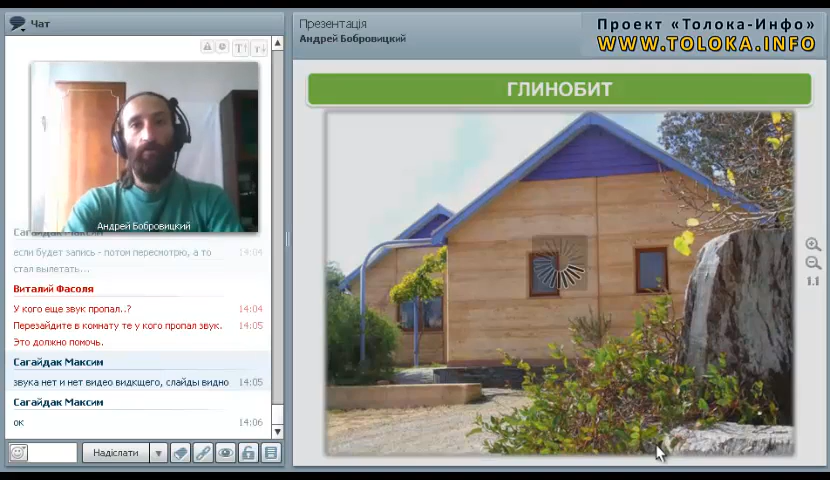 Чат
Андрей Бобровицкий
Сагайдак Максим
если будет запись - потом пересмотрю, а то 14:04
стал вылетать...
Виталий Фасоля
У кого еще звук пропал..? 14:04
Перезайдите в комнату те у кого пропал звук. 14:05
Это должно помочь.
Сагайдак Максим
звука нет и нет видео видкщего, слайды видно 14:05
Сагайдак Максим
ок 14:06
Надіслати
Презентація
Андрей Бобровицкий
Проект «Толока-Инфо»
WWW.TOLOKA.INFO
ГЛИНОБИТ
1:1